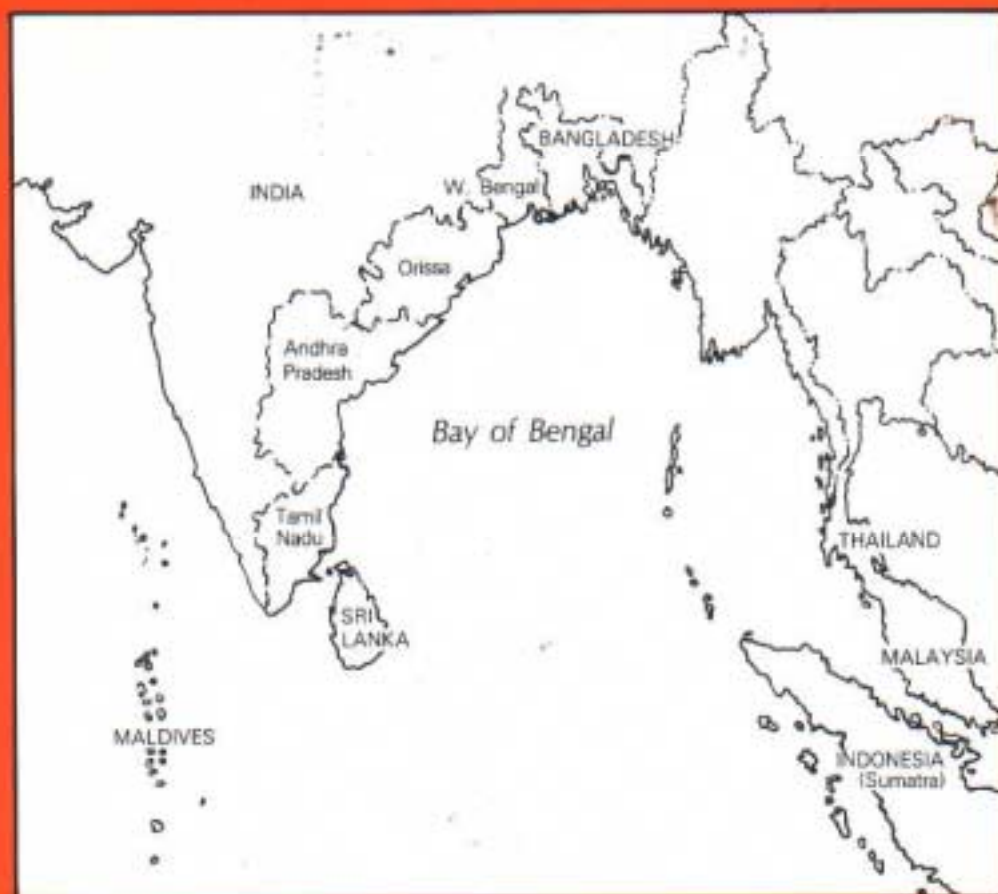 BANGLADESH
INDIA
W. Bengal
Orissa
Andhra
Pradesh
Bay of Bengal
Tamil
Nadu
THAILAND
SRI
LANKA
MALAYSIA
MALDIVES
INDONESIA
(Sumatra)